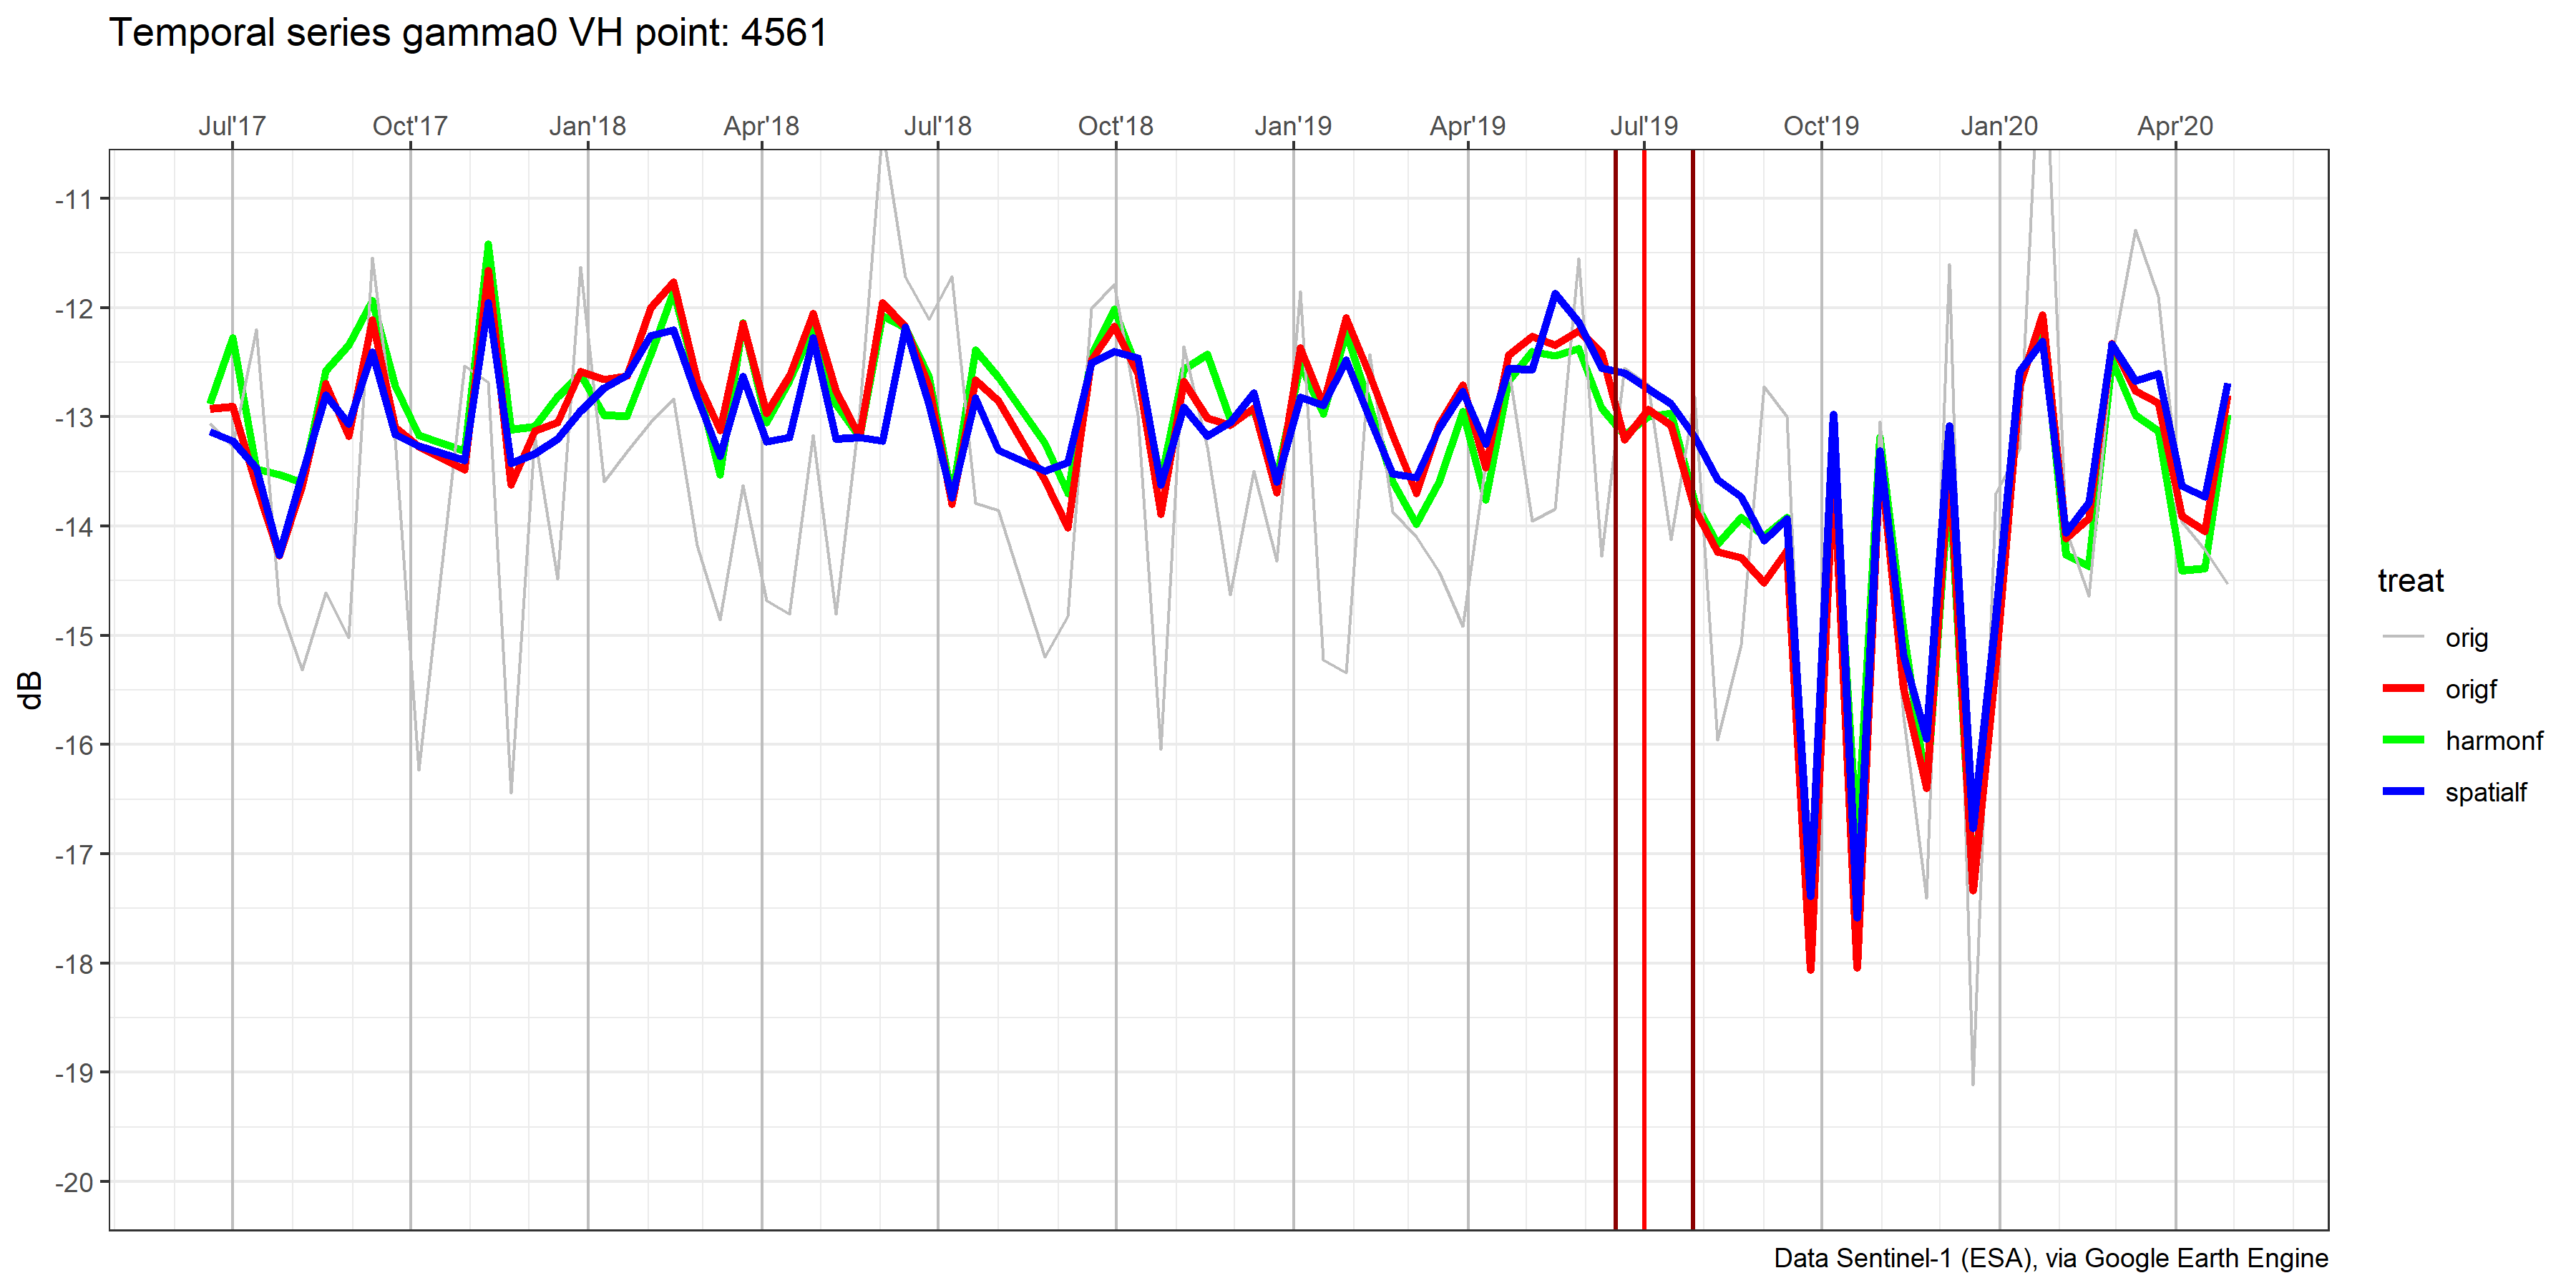 Temporal series gamma0 VH point: 4561
Jul'17 Oct'17 Jan'18 Apr'18 Jul'18 Oct'18 Jan'19 Apr'19 Jul'19 Oct'19 Jan'20 Apr'20
-11
-12
-13
-14
-15
-16
-17
-18
-19
-20
dB
treat
orig
origf
harmonf
spatialf
Data Sentinel-1 (ESA), via Google Earth Engine